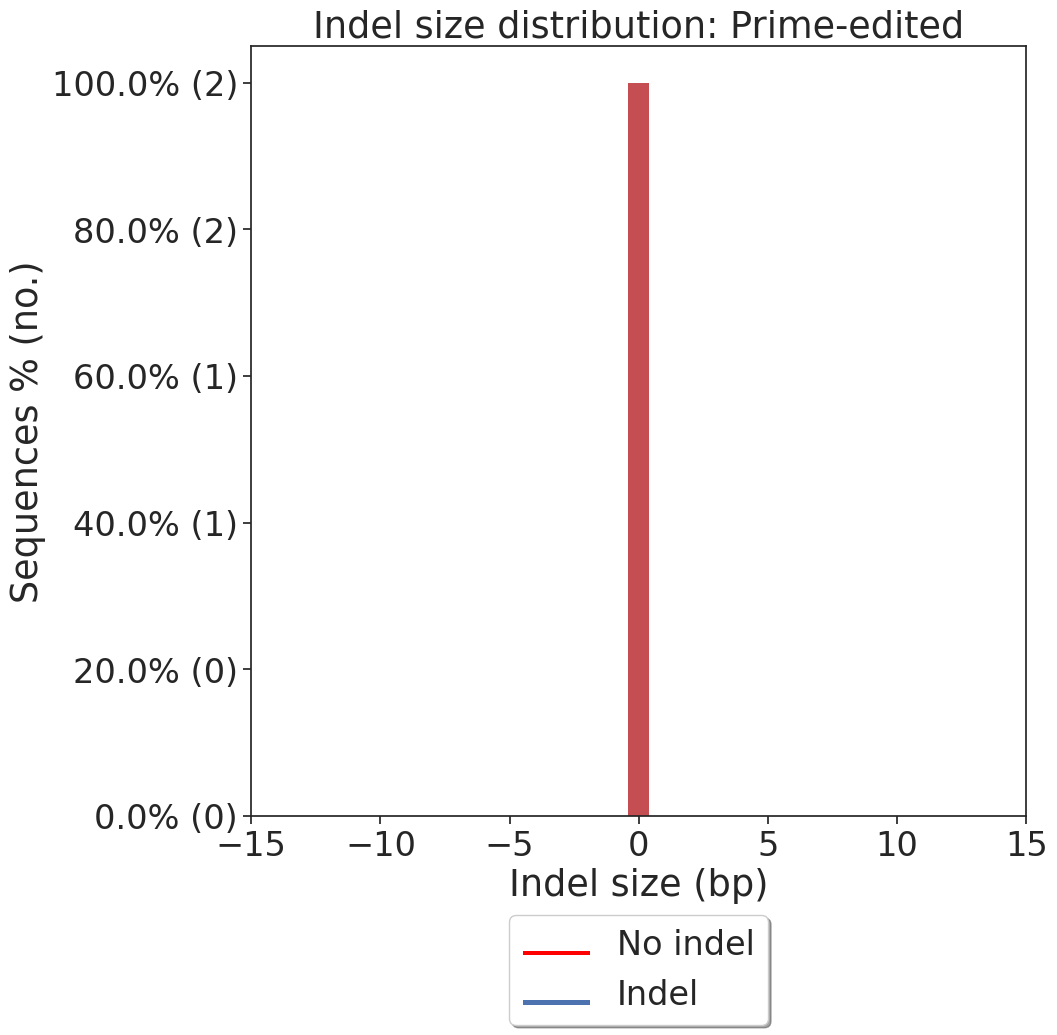 Indel size distribution: Prime-edited
Sequences % (no.)
100.0% (2)
80.0% (2)
60.0% (1)
40.0% (1)
20.0% (0)
0.0% (0)
−15 −10 −5 0 5 10 15
Indel size (bp)
No indel
Indel